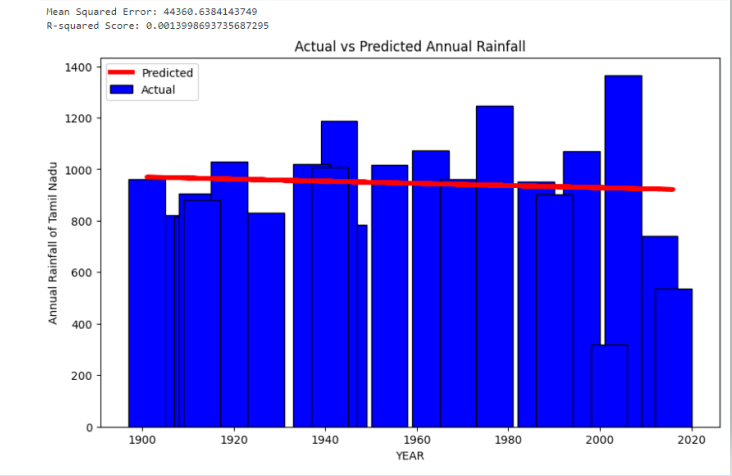 Mean Squared Error: 44360.6384143749
R-squared Score: 0.0013998693735687295
Actual vs Predicted Annual Rainfall
Predicted
Actual
1400
1200
1000
800
600
400
200
0
Annual Rainfall of Tamil Nadu
1900 1920 1940 1960 1980 2000 2020
YEAR